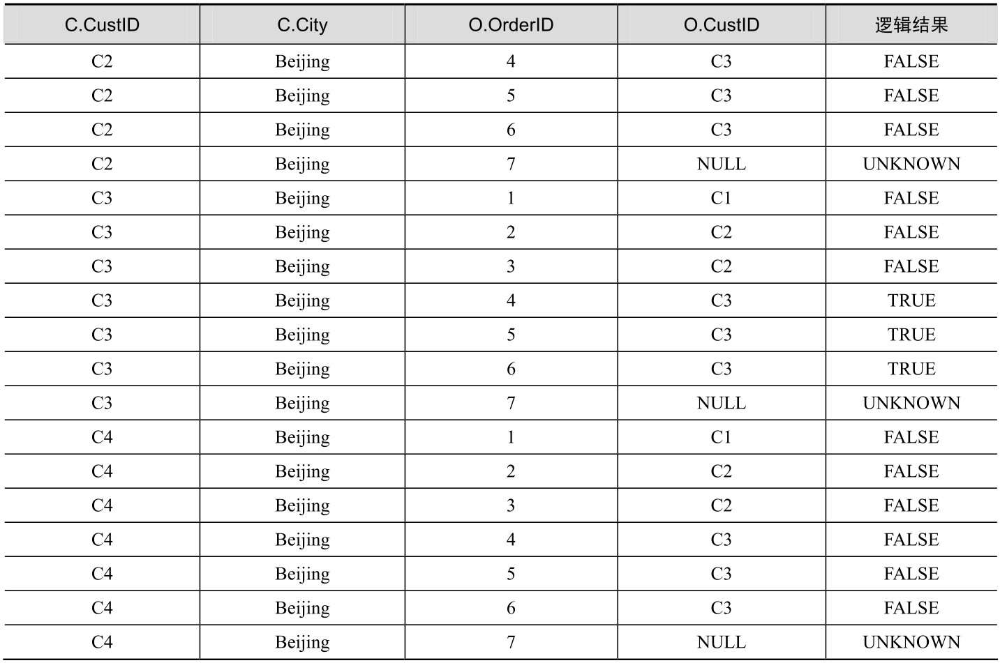 C.CustID C.City O.OrderID O.CustID 逻辑结果
C2 Beijing 4 C3 FALSE
C2 Beijing 5 C3 FALSE
C2 Beijing 6 C3 FALSE
C2 Beijing 7 NULL UNKNOWN
C3 Beijing 1 C1 FALSE
C3 Beijing 2 C2 FALSE
C3 Beijing 3 C2 FALSE
C3 Beijing 4 C3 TRUE
C3 Beijing 5 C3 TRUE
C3 Beijing 6 C3 TRUE
C3 Beijing 7 NULL UNKNOWN
C4 Beijing 1 C1 FALSE
C4 Beijing 2 C2 FALSE
C4 Beijing 3 C2 FALSE
C4 Beijing 4 C3 FALSE
C4 Beijing 5 C3 FALSE
C4 Beijing 6 C3 FALSE
C4 Beijing 7 NULL UNKNOWN